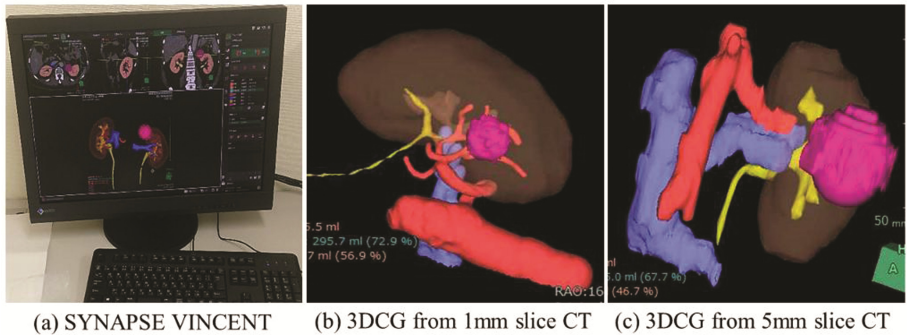 5.5 ml
295.7 ml (72.9 %)
7 ml (56.9 %)
RAO:16
50 mm
H
A
ml
5.0 ml (67.7 %)
(46.7 %)
(a) SYNAPSE VINCENT
(b) 3DCG from 1mm slice CT
(c) 3DCG from 5mm slice CT